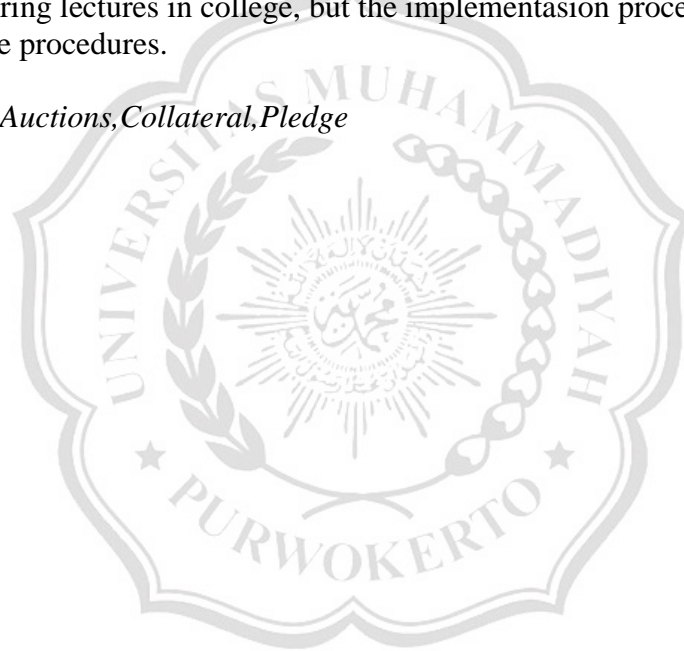 ring lectures in college, but the implementasion proce
e procedures.
Auctions,Collateral,Pledge
UNIVERSITAS MUHAMMADIYAH
PURWOKERTO